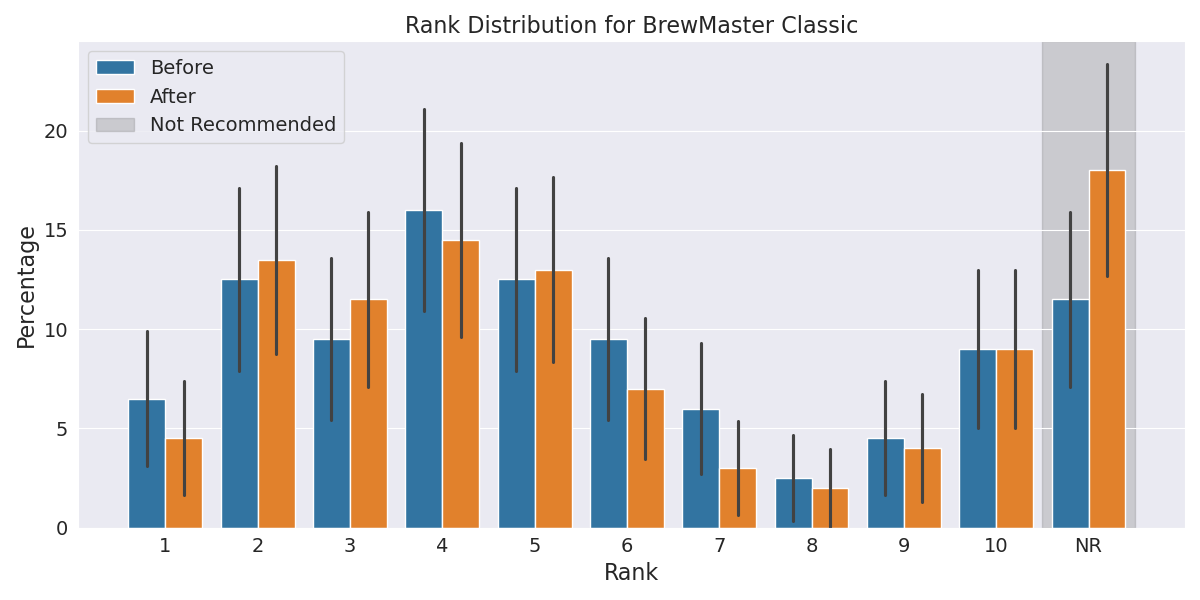 Rank Distribution for BrewMaster Classic
Before
After
Not Recommended
Percentage
20
15
10
5
0
1 2 3 4 5 6 7 8 9 10 NR
Rank